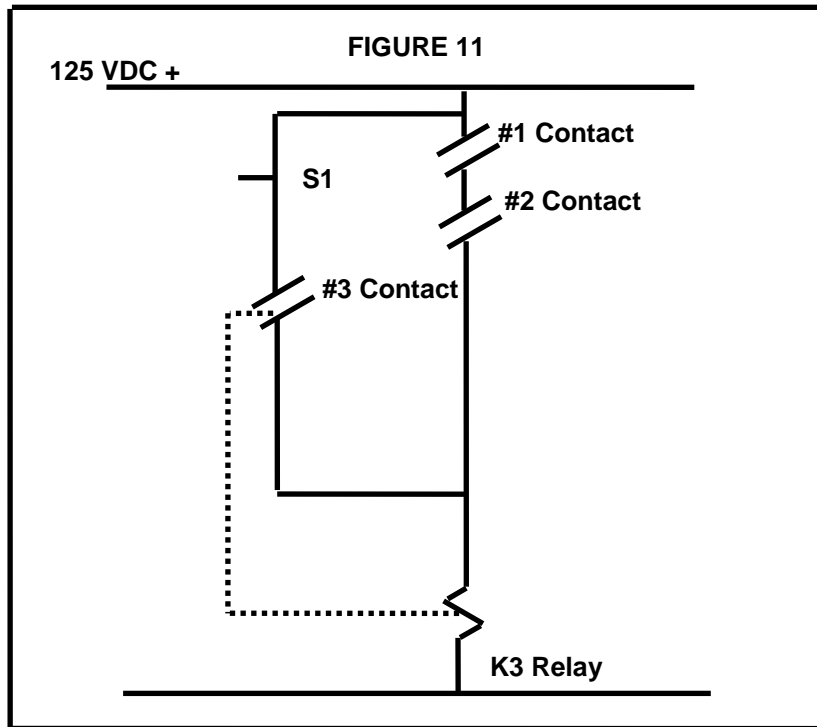 FIGURE 11
125 VDC +
#1 Contact
S1
#2 Contact
#3 Contact
K3 Relay